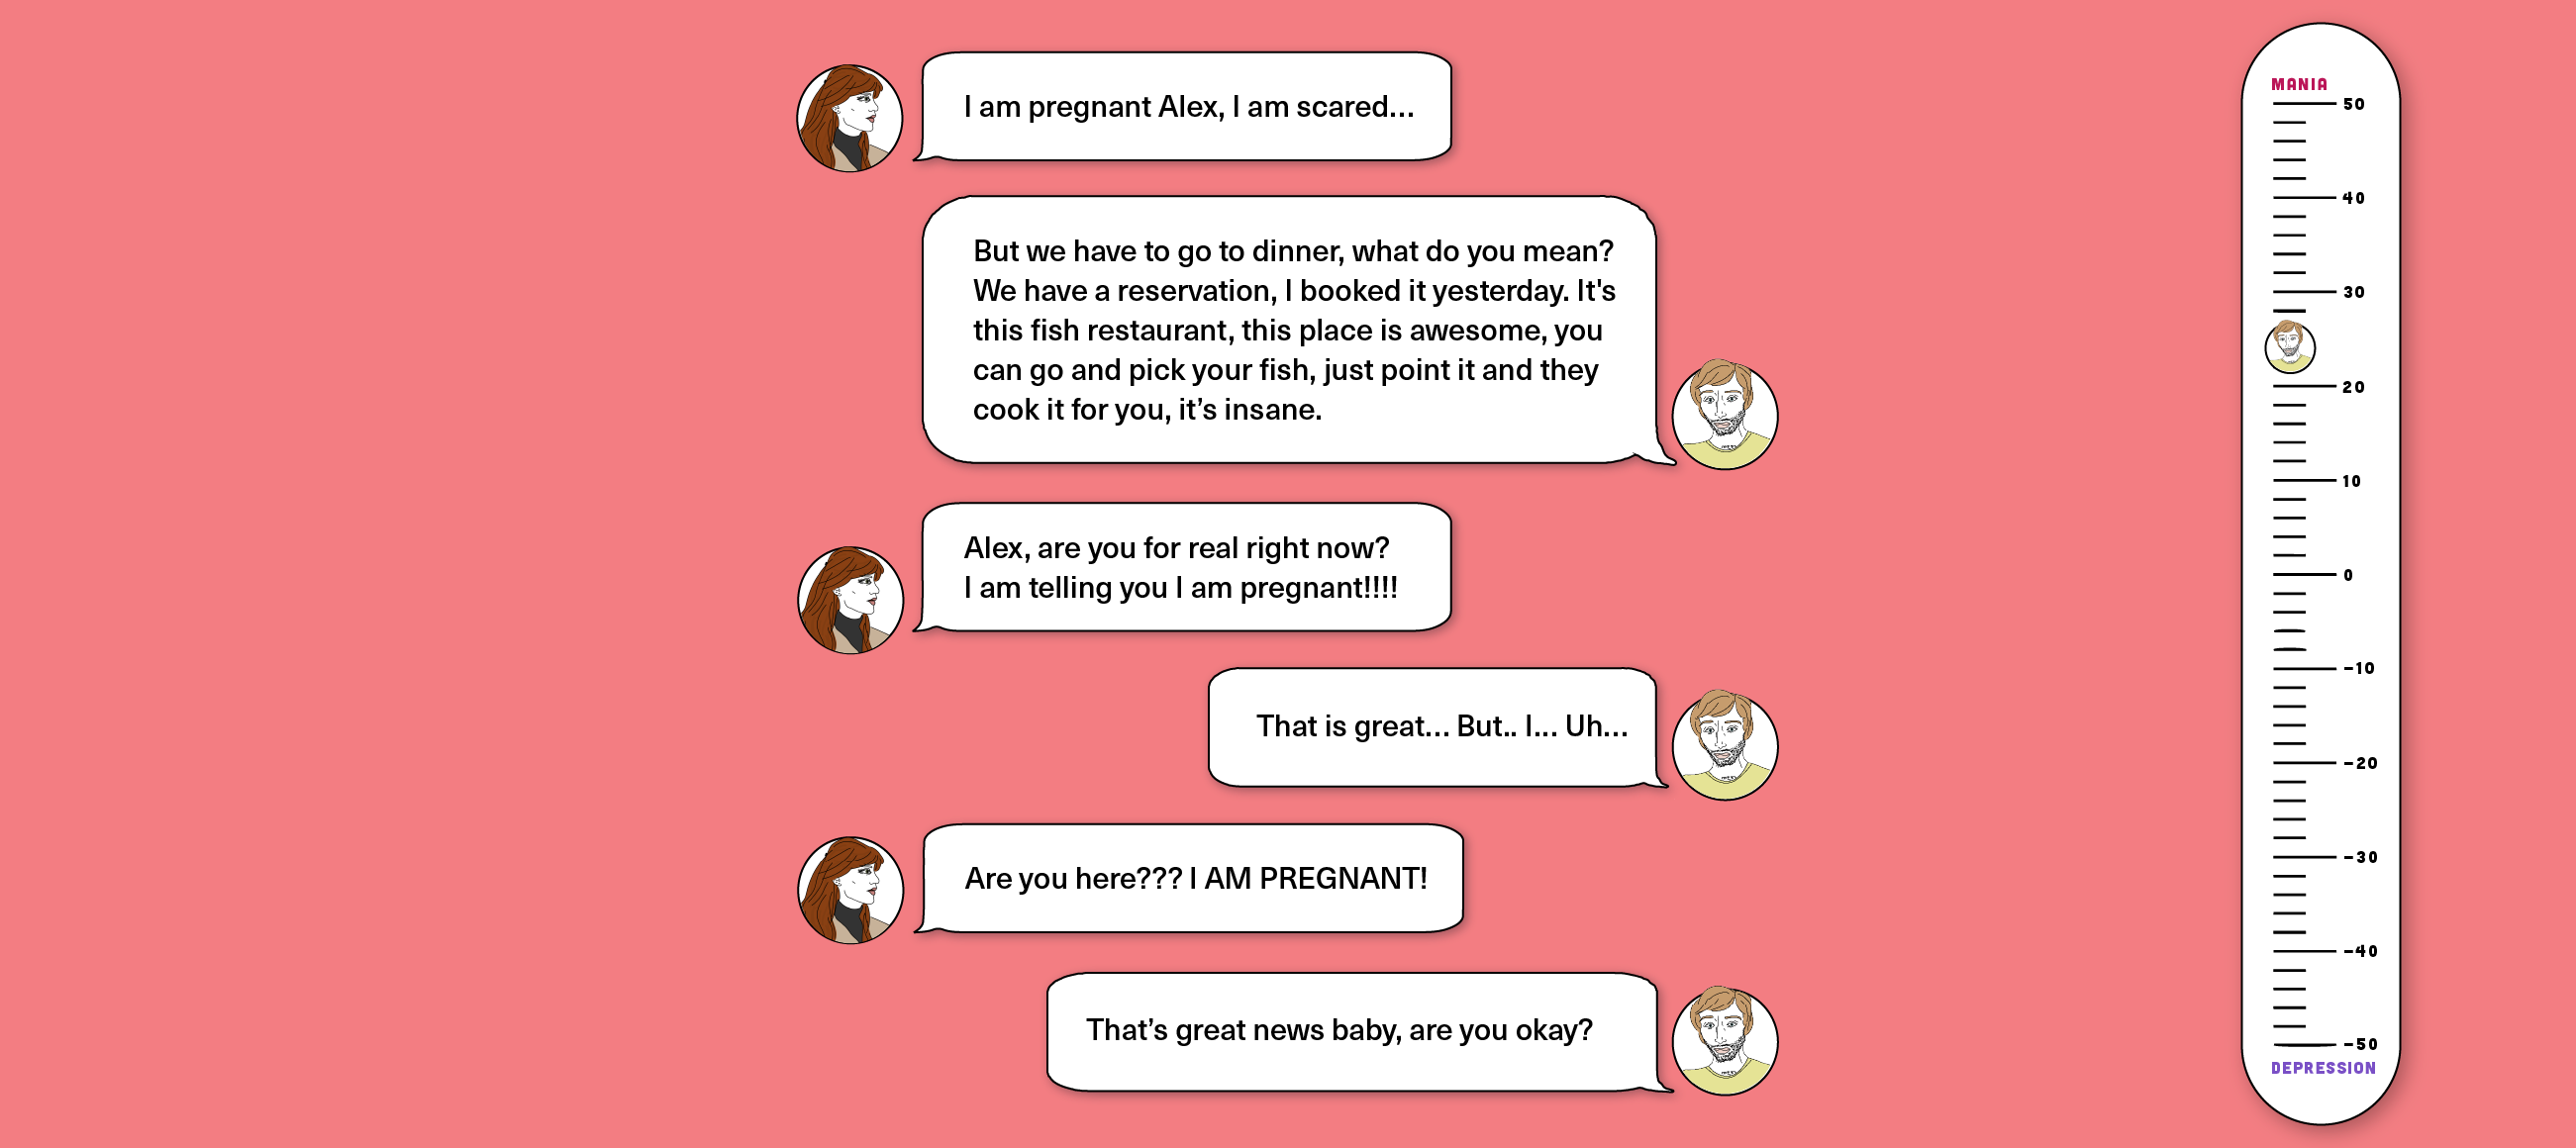 I am pregnant Alex, I am scared...
But we have to go to dinner, what do you mean?
We have a reservation, I booked it yesterday. It's
this fish restaurant, this place is awesome, you
can go and pick your fish, just point it and they
cook it for you, it’s insane.
Alex, are you for real right now?
I am telling you I am pregnant!!!!
That is great... But.. I... Uh...
Are you here??? I AM PREGNANT!
That’s great news baby, are you okay?
MANIA
50
40
30
20
10
0
-10
-20
-30
-40
-50
DEPRESSION